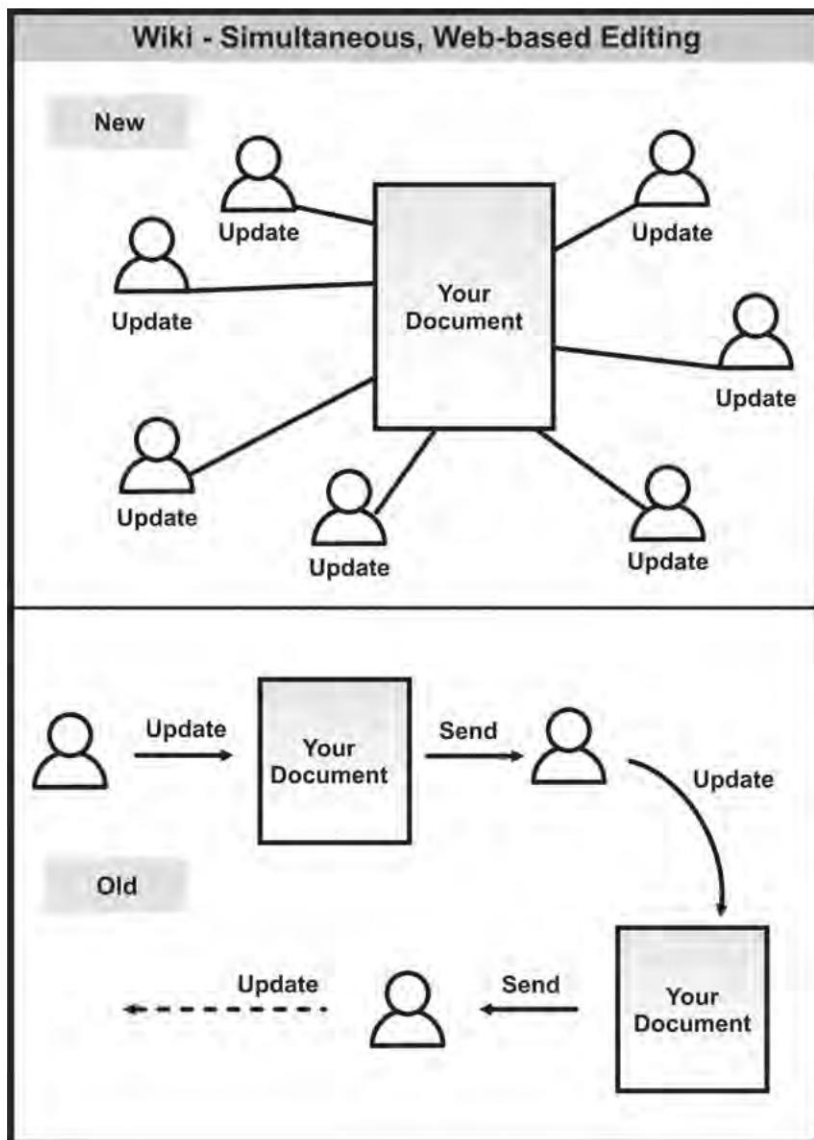 Wiki - Simultaneous, Web-based Editing
New
Update
Update
Update
Your
Document
Update
Update
Update
Update
Update
Your
Document
Send
Update
Old
Update
Send
Your
Document